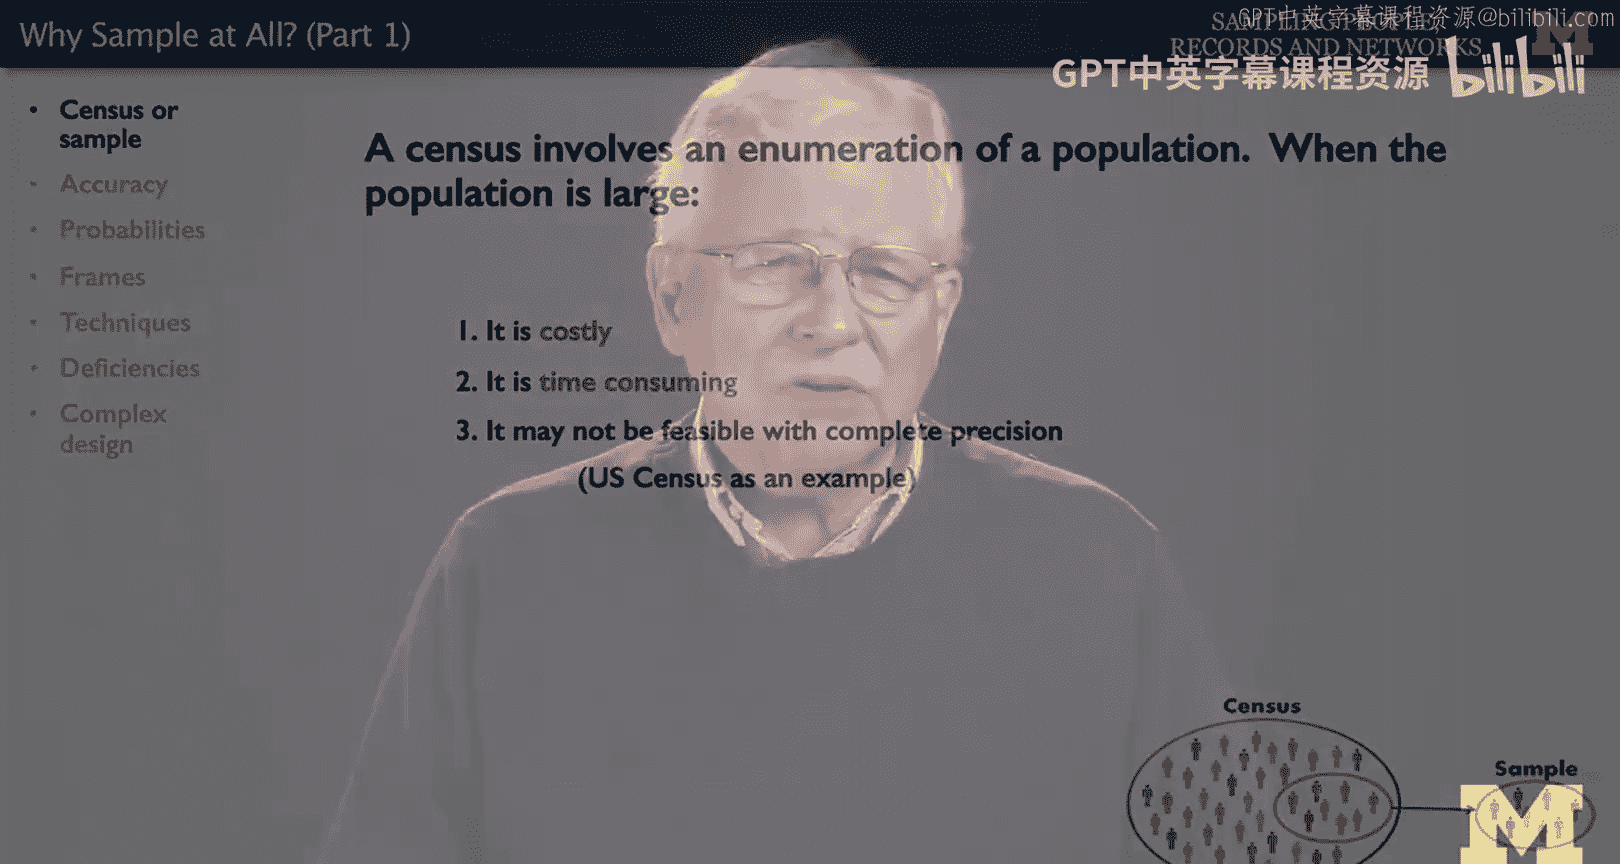 Why Sample at All? (Part 1)
SAMPLING PEOPLE,
RECORDS AND NETWORKS
GPT中英字幕课程资源@bilibili.com
GPT中英字幕课程资源 bilibili
• Census or
sample
• Accuracy
• Probabilities
• Frames
• Techniques
• Deficiencies
• Complex
design
A census involves an enumeration of a population. When the
population is large:
1. It is costly
2. It is time consuming
3. It may not be feasible with complete precision
(US Census as an example)
Census
Sample
M